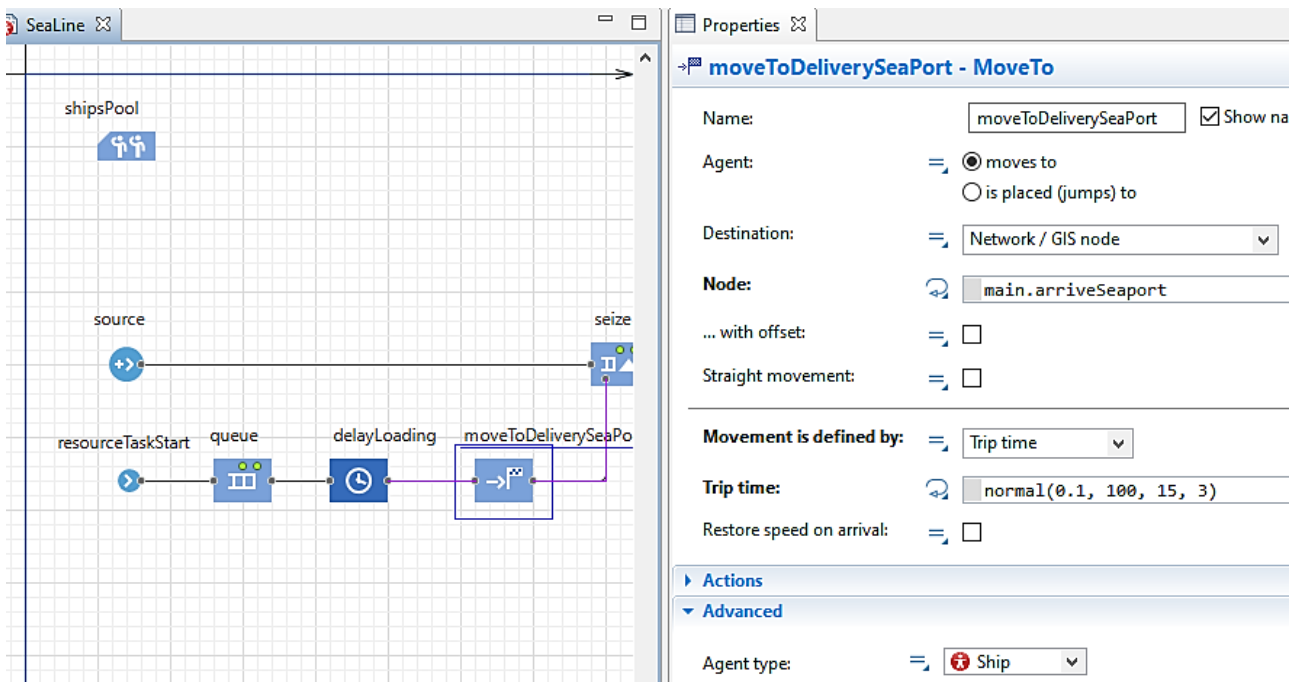 SeaLine
shipsPool
source
seize
resourceTaskStart
queue
delayLoading
moveToDeliverySeaPo
Properties
moveToDeliverySeaPort - MoveTo
Name:
moveToDeliverySeaPort
Show na
Agent:
moves to
is placed (jumps) to
Destination:
Network / GIS node
Node:
main.arriveSeaport
... with offset:
Straight movement:
Movement is defined by:
Trip time
Trip time:
normal(0.1, 100, 15, 3)
Restore speed on arrival:
Actions
Advanced
Agent type:
Ship